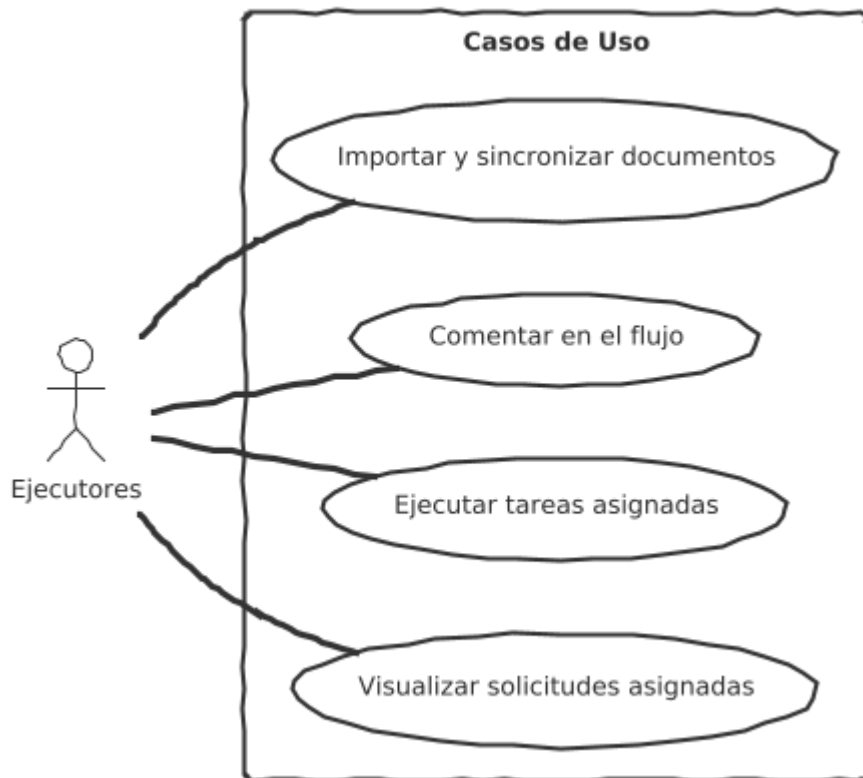 Casos de Uso
Importar y sincronizar documentos
Comentar en el flujo
Ejecutores
Ejecutar tareas asignadas
Visualizar solicitudes asignadas